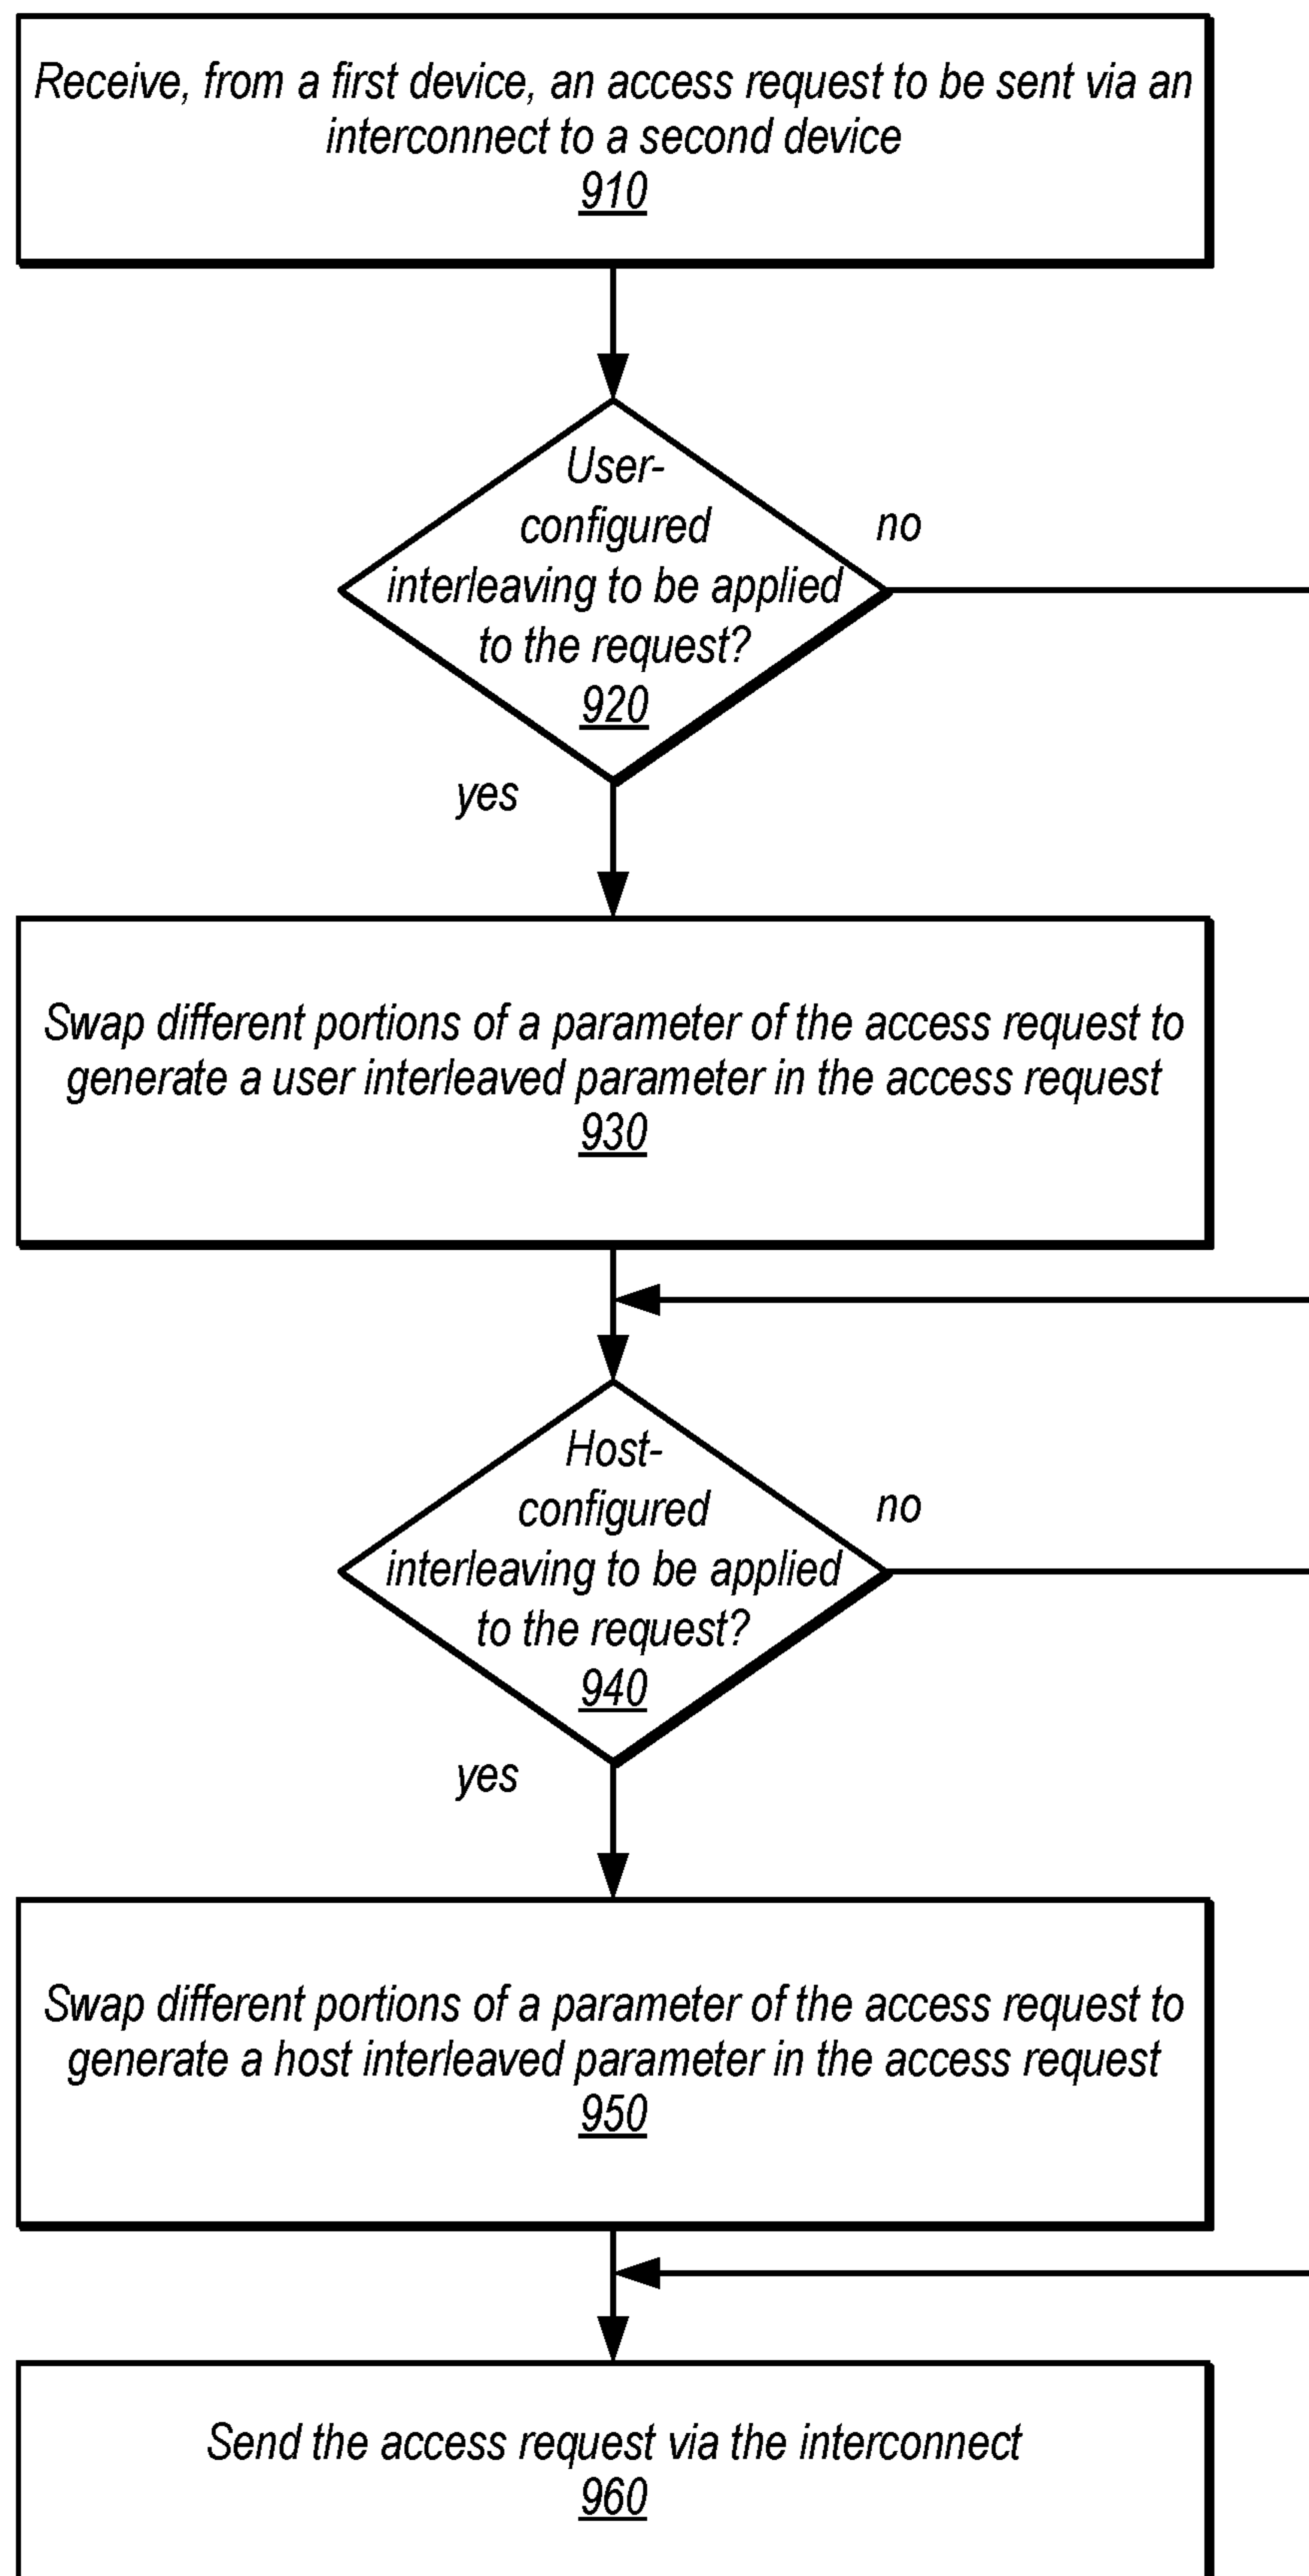 Receive, from a first device, an access request to be sent via an
interconnect to a second device
910
User-
configured
interleaving to be applied
to the request?
920
no
yes
Swap different portions of a parameter of the access request to
generate a user interleaved parameter in the access request
930
Host-
configured
interleaving to be applied
to the request?
940
no
yes
Swap different portions of a parameter of the access request to
generate a host interleaved parameter in the access request
950
Send the access request via the interconnect
960